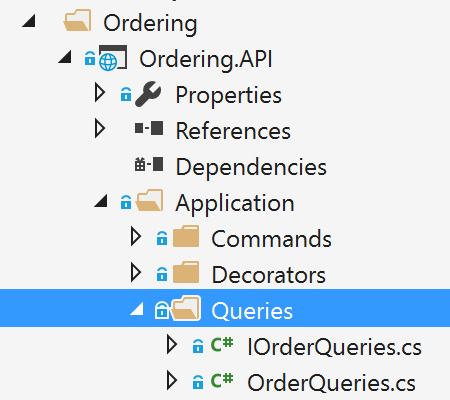 Ordering
Ordering.API
Properties
References
Dependencies
Application
Commands
Decorators
Queries
C# IOrderQueries.cs
C# OrderQueries.cs